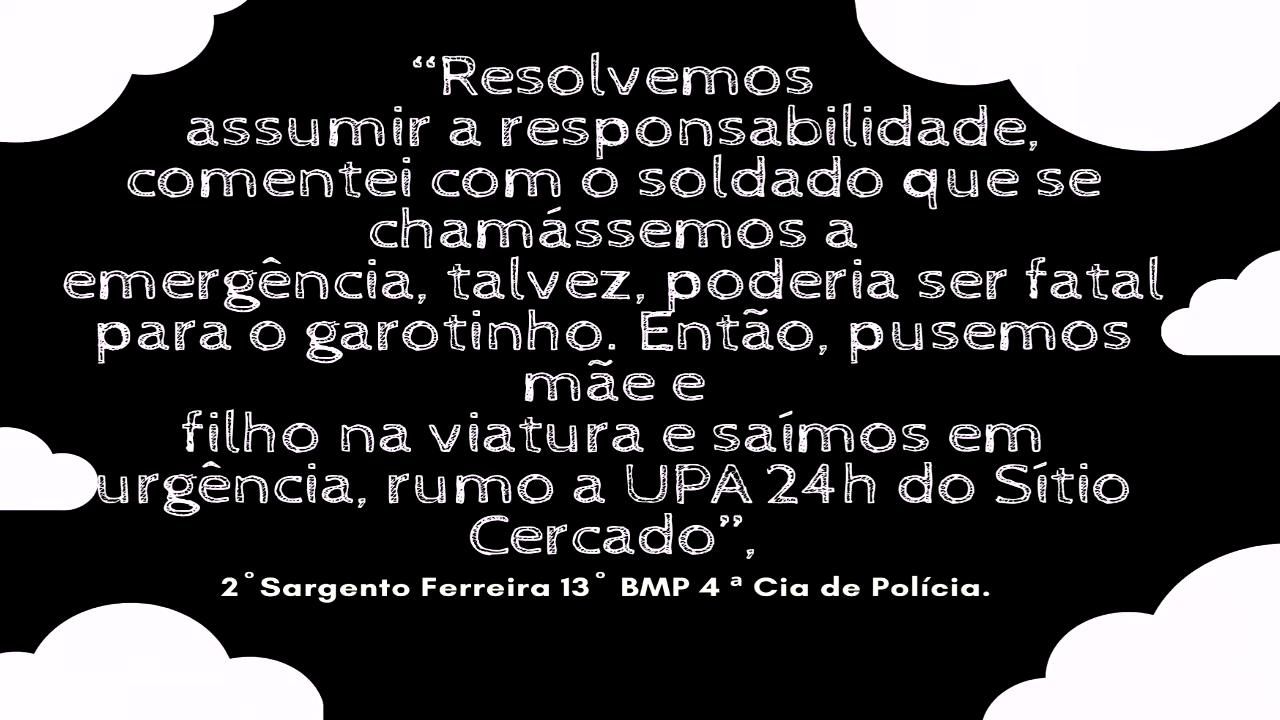 “Resolvemos
assumir a responsabilidade,
comentei com o soldado que se
chamássemos a
emergência, talvez, poderia ser fatal
para o garotinho. Então, pusemos
mãe e
filho na viatura e saímos em
urgência, rumo a UPA 24h do Sítio
Cercado”,
2°Sargento Ferreira 13° BMP 4 ª Cia de Polícia.